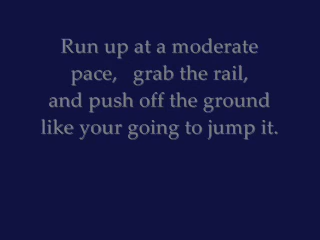 Run up at a moderate
pace,   grab the rail,
and push off the ground
like your going to jump it.